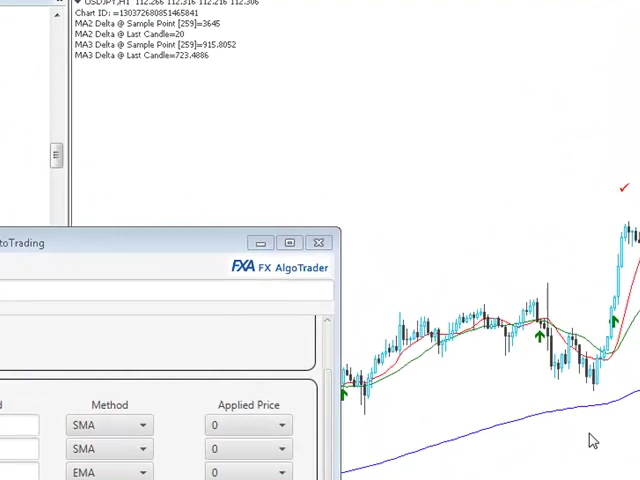 USDJPY,H1 112.266 112.316 112.216 112.306
Chart ID: =130372680851465841
MA2 Delta @ Sample Point [259]=3645
MA2 Delta @ Last Candle=20
MA3 Delta @ Sample Point [259]=915.8052
MA3 Delta @ Last Candle=723.4886
toTrading
FXA FX AlgoTrader
d Method Applied Price
SMA 0
SMA 0
EMA 0